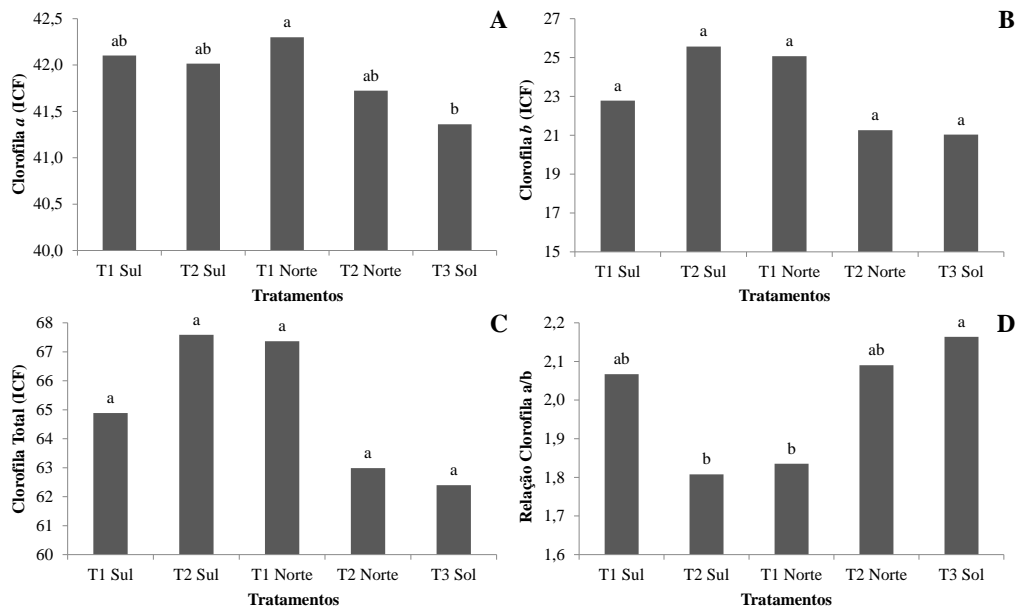 A
Clorofila a (ICF)
42,5
42,0
41,5
41,0
40,5
40,0
ab
ab
a
ab
b
T1 Sul
T2 Sul
T1 Norte
T2 Norte
T3 Sol
Tratamentos
B
Clorofila b (ICF)
27
25
23
21
19
17
15
a
a
a
a
a
T1 Sul
T2 Sul
T1 Norte
T2 Norte
T3 Sol
Tratamentos
C
Clorofila Total (ICF)
68
67
66
65
64
63
62
61
60
a
a
a
a
a
T1 Sul
T2 Sul
T1 Norte
T2 Norte
T3 Sol
Tratamentos
D
Relação Clorofila a/b
2,2
2,1
2,0
1,9
1,8
1,7
1,6
ab
b
b
ab
a
T1 Sul
T2 Sul
T1 Norte
T2 Norte
T3 Sol
Tratamentos